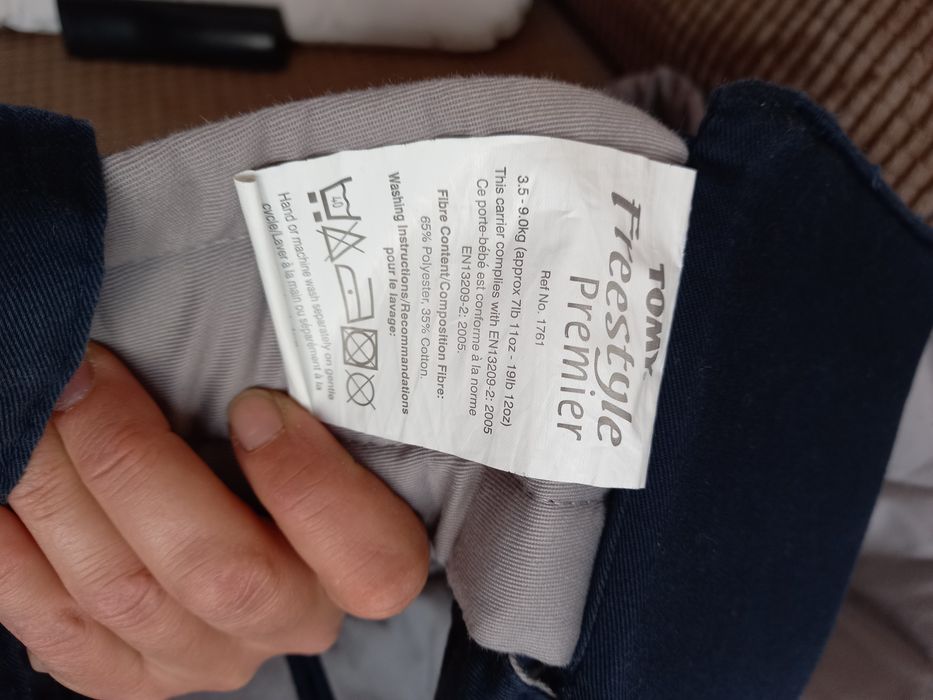 TOMY
Freestyle
Premier
Ref No. 1761
3.5 - 9.0kg (approx 7lb 11oz - 19lb 12oz)
This carrier complies with EN13209-2: 2005
Ce porte-bébé est conforme à la norme
EN13209-2: 2005.
Fibre Content/Composition Fibre:
65% Polyester, 35% Cotton.
Washing Instructions/Recommandations
pour le lavage:
40
Hand or machine wash separately on gentle
cycle/Laver à la main ou séparément à la